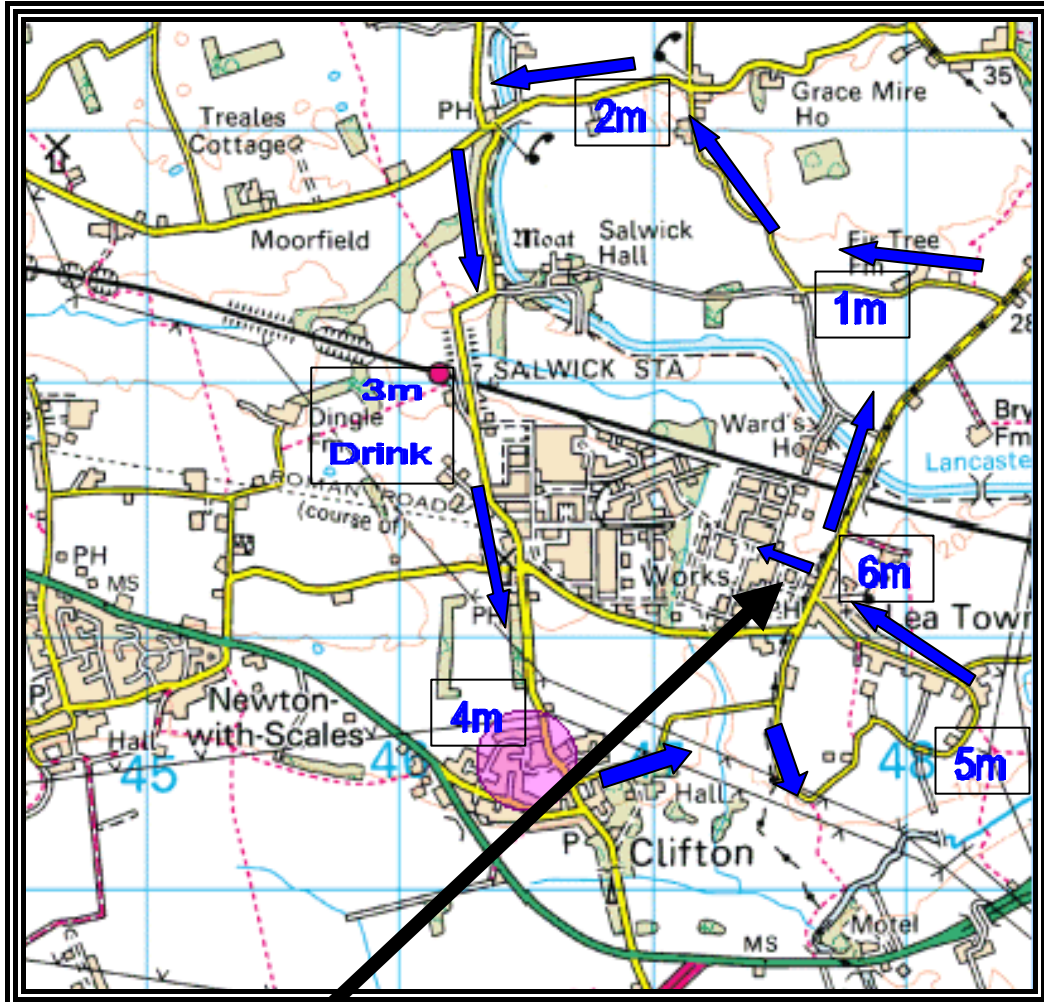 35
Grace Mire
Ho
PH
2m
Treales
Cottage
Moorfield
Moat
Salwick
Hall
Fir Tree
Fm
1m
28
SALWICK STA
3m
Dingle
Drink
Ward's
Ho
Bry
Fm
Lancaste
ROMAN ROAD
(course of)
20
PH
MS
Works
6m
PH
Lea Town
Newton-
with-Scales
4m
P
Hall
45
46
48
5m
Hall
P
Clifton
Motel
MS